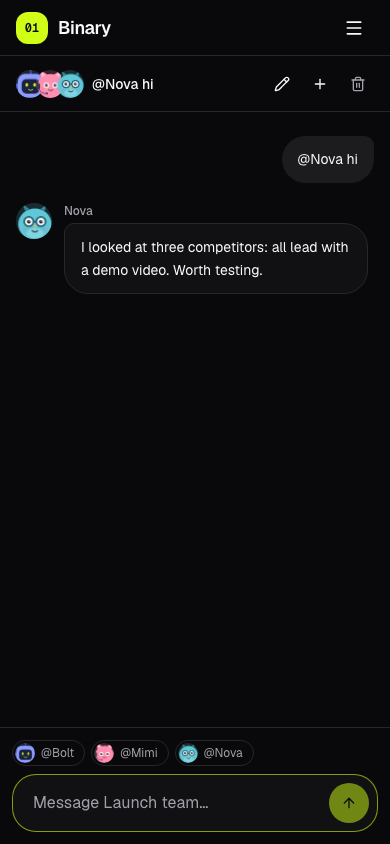 01 Binary
@Nova hi
@Nova hi
Nova
I looked at three competitors: all lead with
a demo video. Worth testing.
@Bolt @Mimi @Nova
Message Launch team...